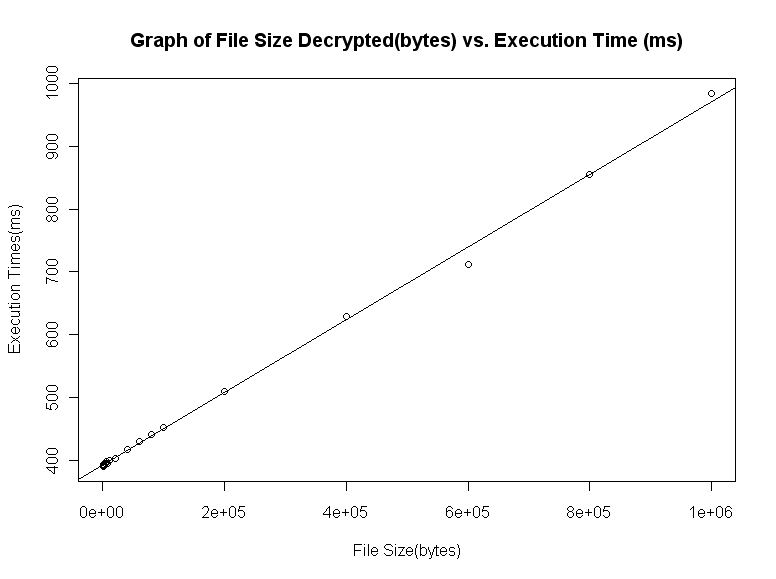 Graph of File Size Decrypted(bytes) vs. Execution Time (ms)
Execution Times(ms)
1000
900
800
700
600
500
400
0e+00 2e+05 4e+05 6e+05 8e+05 1e+06
File Size(bytes)